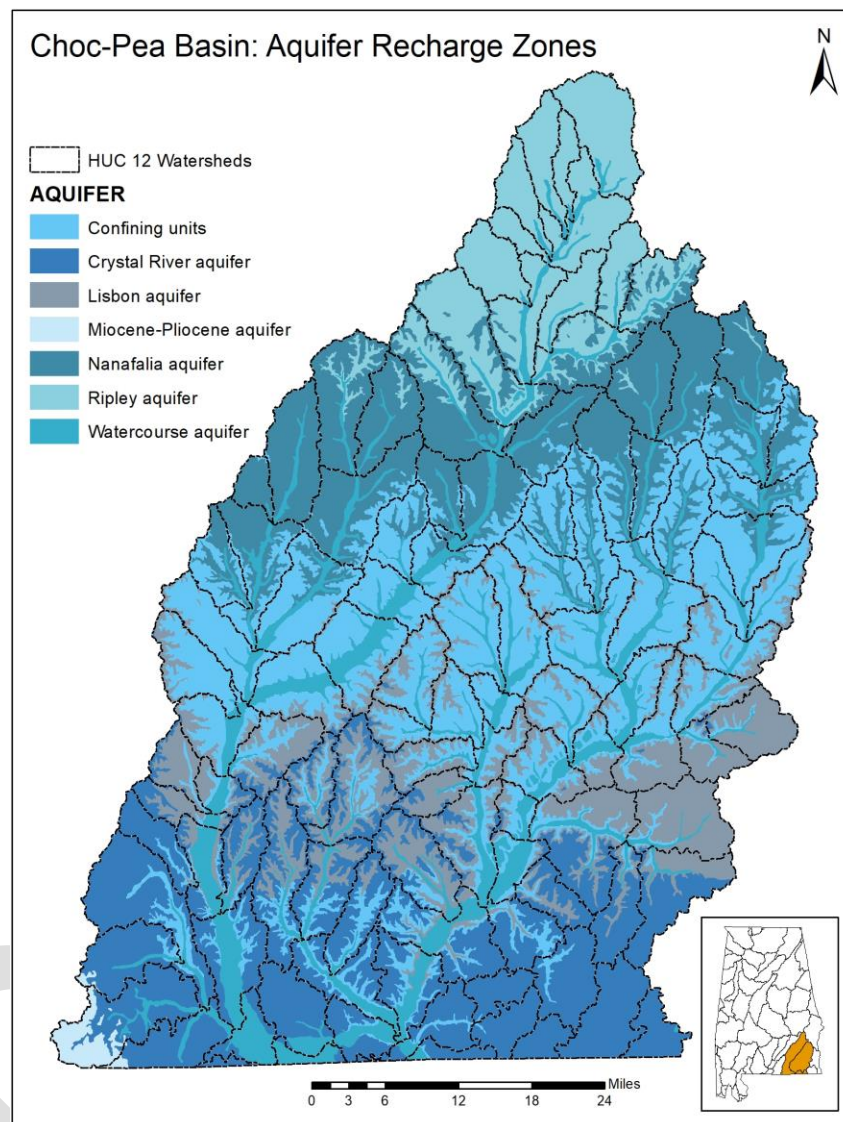 Choc-Pea Basin: Aquifer Recharge Zones
N
HUC 12 Watersheds
AQUIFER
Confining units
Crystal River aquifer
Lisbon aquifer
Miocene-Pliocene aquifer
Nanafalia aquifer
Ripley aquifer
Watercourse aquifer
Miles
0 3 6 12 18 24